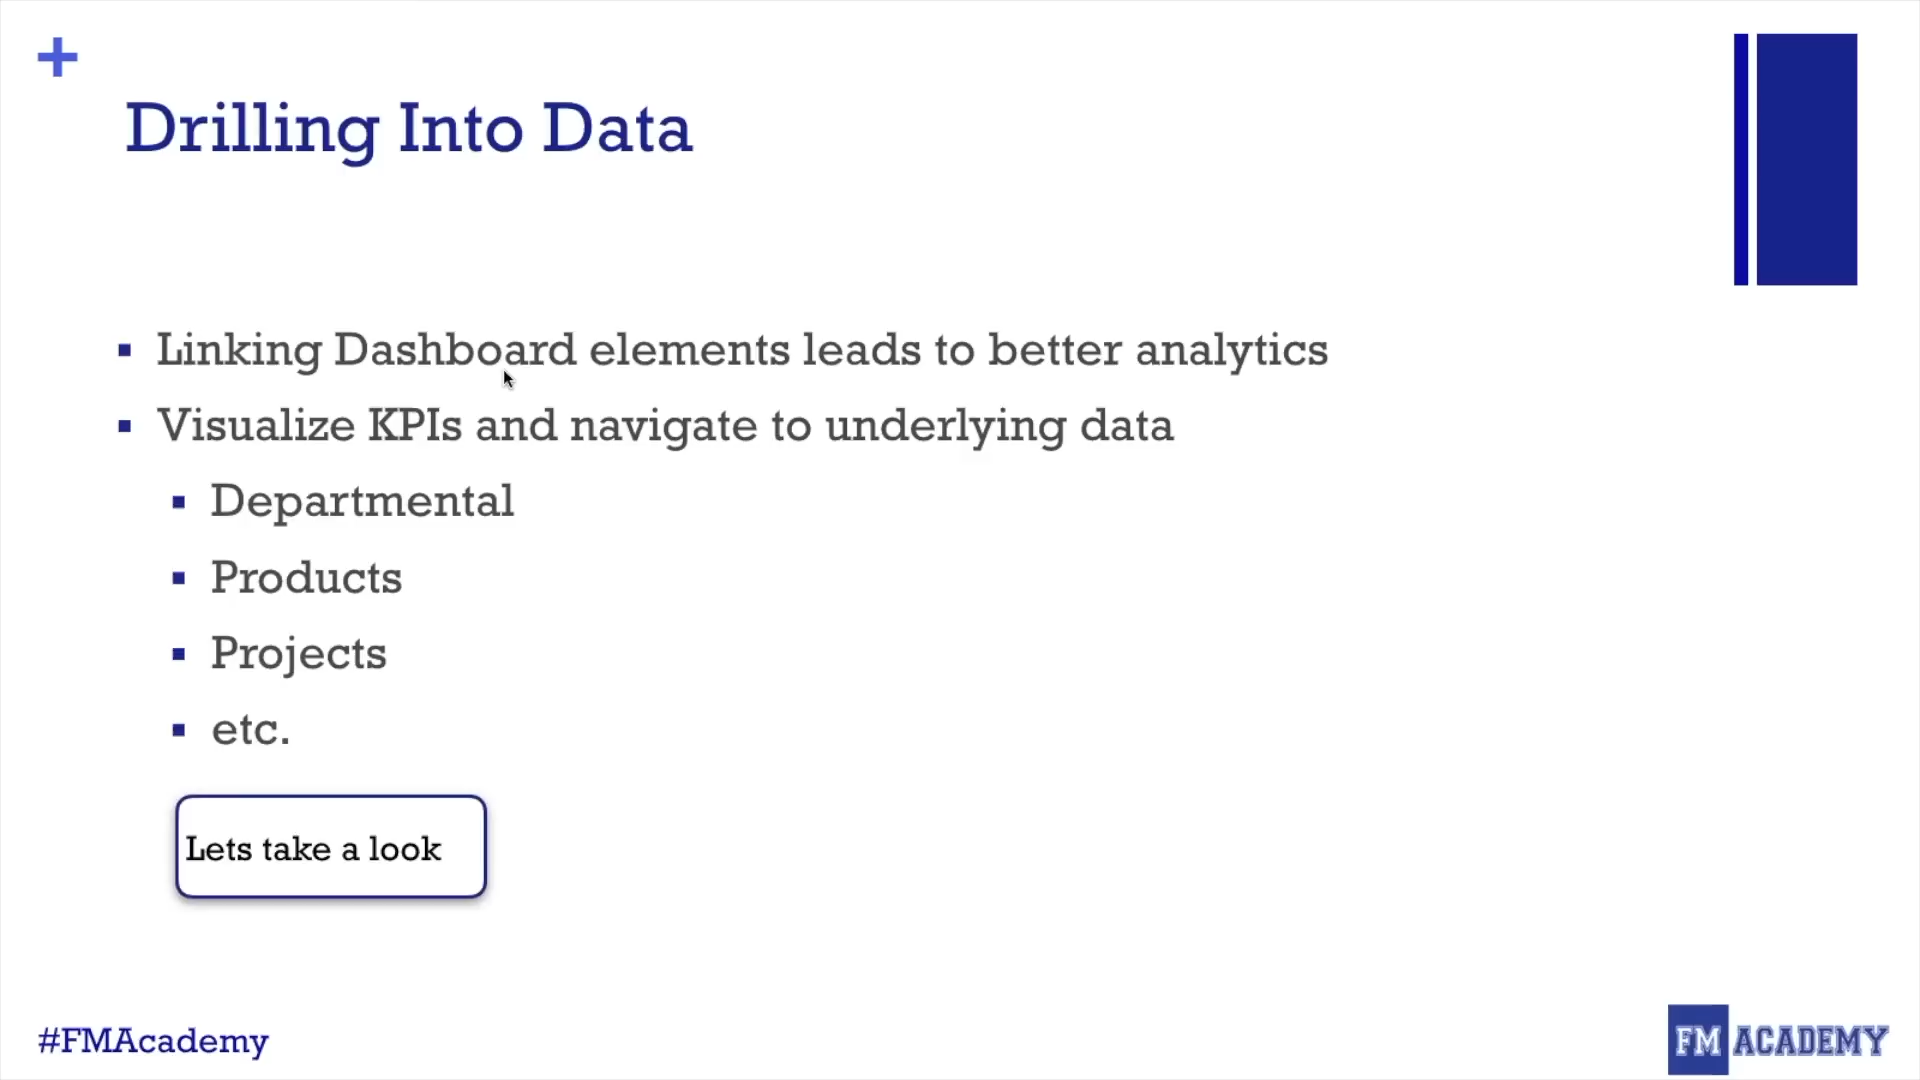 +
Drilling Into Data
Linking Dashboard elements leads to better analytics
Visualize KPIs and navigate to underlying data
Departmental
Products
Projects
etc.
Lets take a look
#FMAcademy
FM ACADEMY